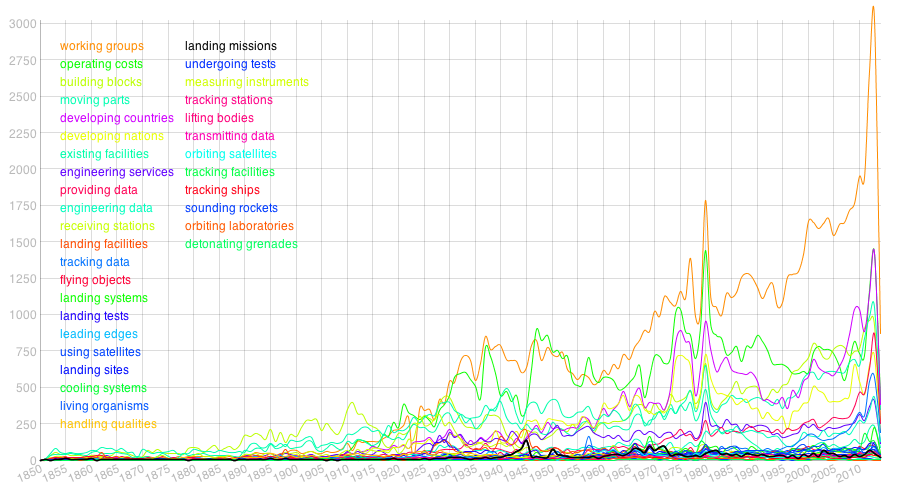 3000
2750
2500
2250
2000
1750
1500
1250
1000
750
500
250
0
working groups
operating costs
building blocks
moving parts
developing countries
developing nations
existing facilities
engineering services
providing data
engineering data
receiving stations
landing facilities
tracking data
flying objects
landing systems
landing tests
leading edges
using satellites
landing sites
cooling systems
living organisms
handling qualities
landing missions
undergoing tests
measuring instruments
tracking stations
lifting bodies
transmitting data
orbiting satellites
tracking facilities
tracking ships
sounding rockets
orbiting laboratories
detonating grenades
1850 1855 1860 1865 1870 1875 1880 1885 1890 1895 1900 1905 1910 1915 1920 1925 1930 1935 1940 1945 1950 1955 1960 1965 1970 1975 1980 1985 1990 1995 2000 2005 2010